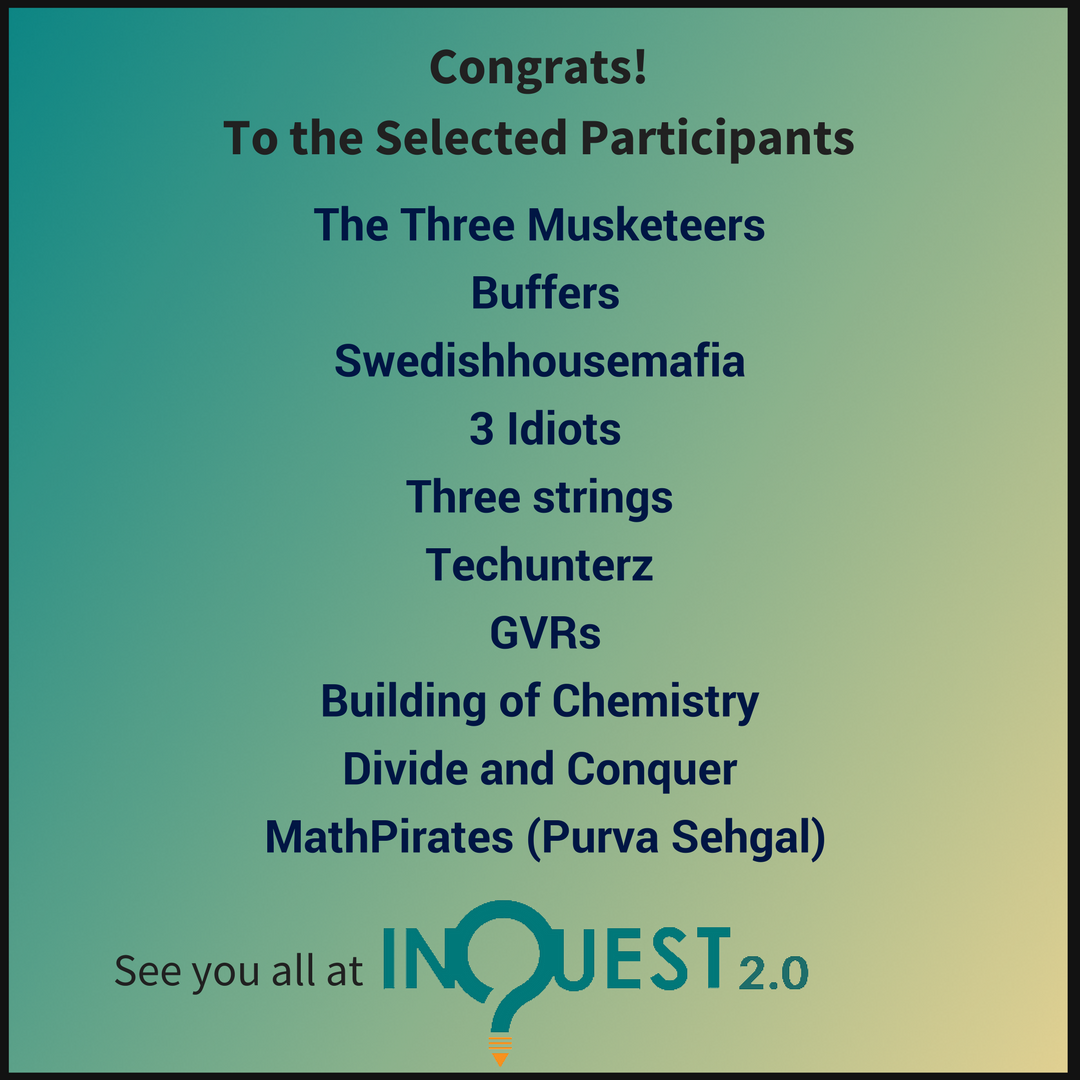 Congrats!
To the Selected Participants
The Three Musketeers
Buffers
Swedishhousemafia
3 Idiots
Three strings
Techunterz
GVRs
Building of Chemistry
Divide and Conquer
MathPirates (Purva Sehgal)
See you all at INQUEST 2.0